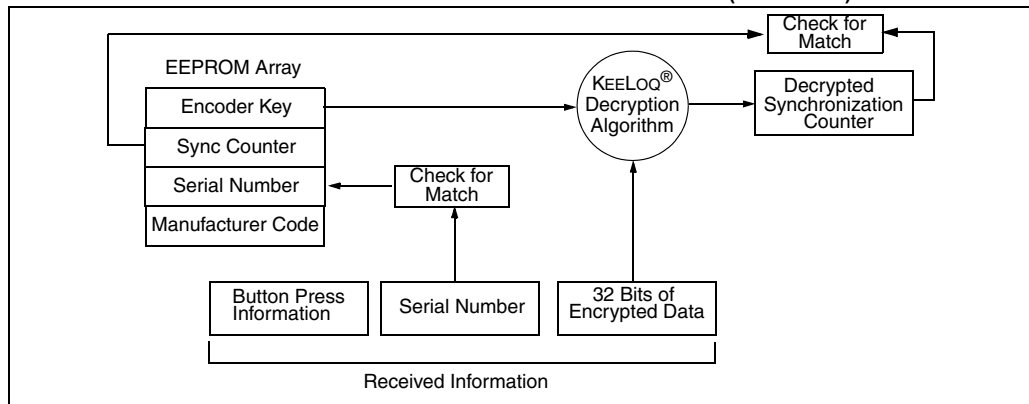 Check for
Match
EEPROM Array
Encoder Key
Sync Counter
Serial Number
Manufacturer Code
KEELOQ®
Decryption
Algorithm
Decrypted
Synchronization
Counter
Check for
Match
Button Press
Information
Serial Number
32 Bits of
Encrypted Data
Received Information